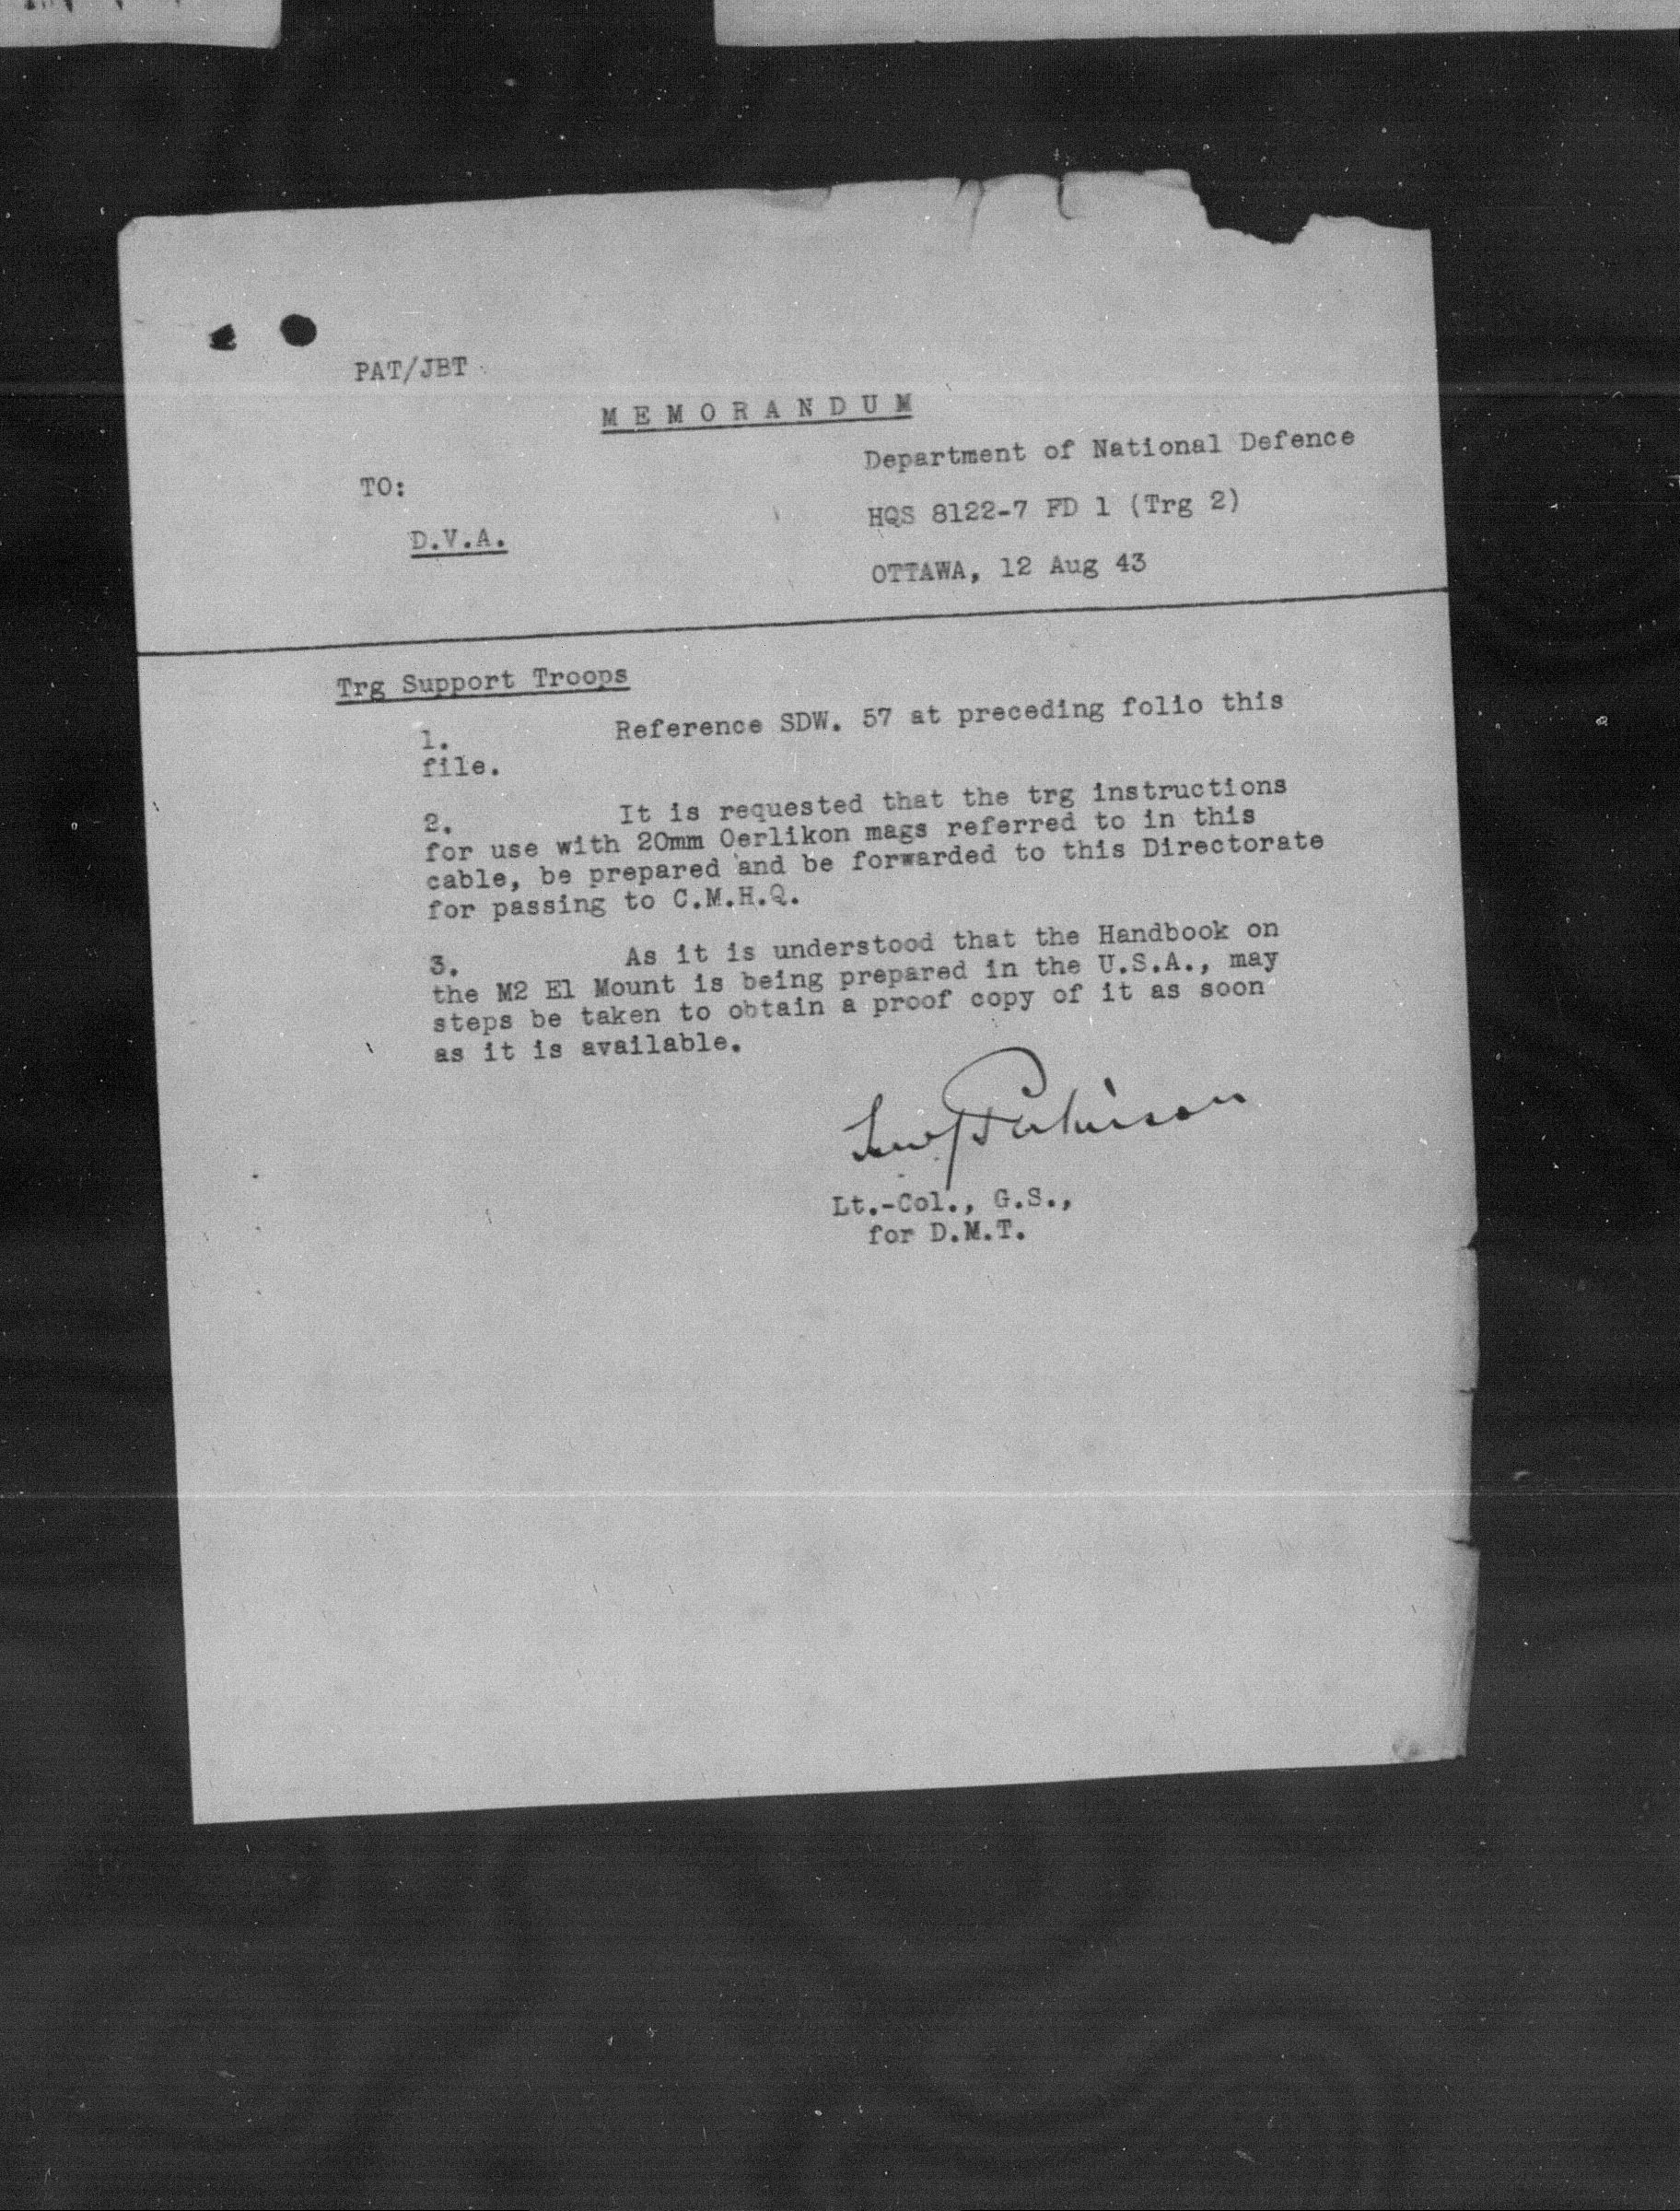 PAT/JBT
M E M O R A N D U M
Department of National Defence
TO:
HQS 8122-7 FD 1 (Trg 2)
D.V.A.
OTTAWA, 12 Aug 43
Trg Support Troops
1. Reference SDW. 57 at preceding folio this
file.
2. It is requested that the trg instructions
for use with 20mm Oerlikon mags referred to in this
cable, be prepared and be forwarded to this Directorate
for passing to C.M.H.Q.
3. As it is understood that the Handbook on
the M2 El Mount is being prepared in the U.S.A., may
steps be taken to obtain a proof copy of it as soon
as it is available.
Lt.-Col., G.S.,
for D.M.T.